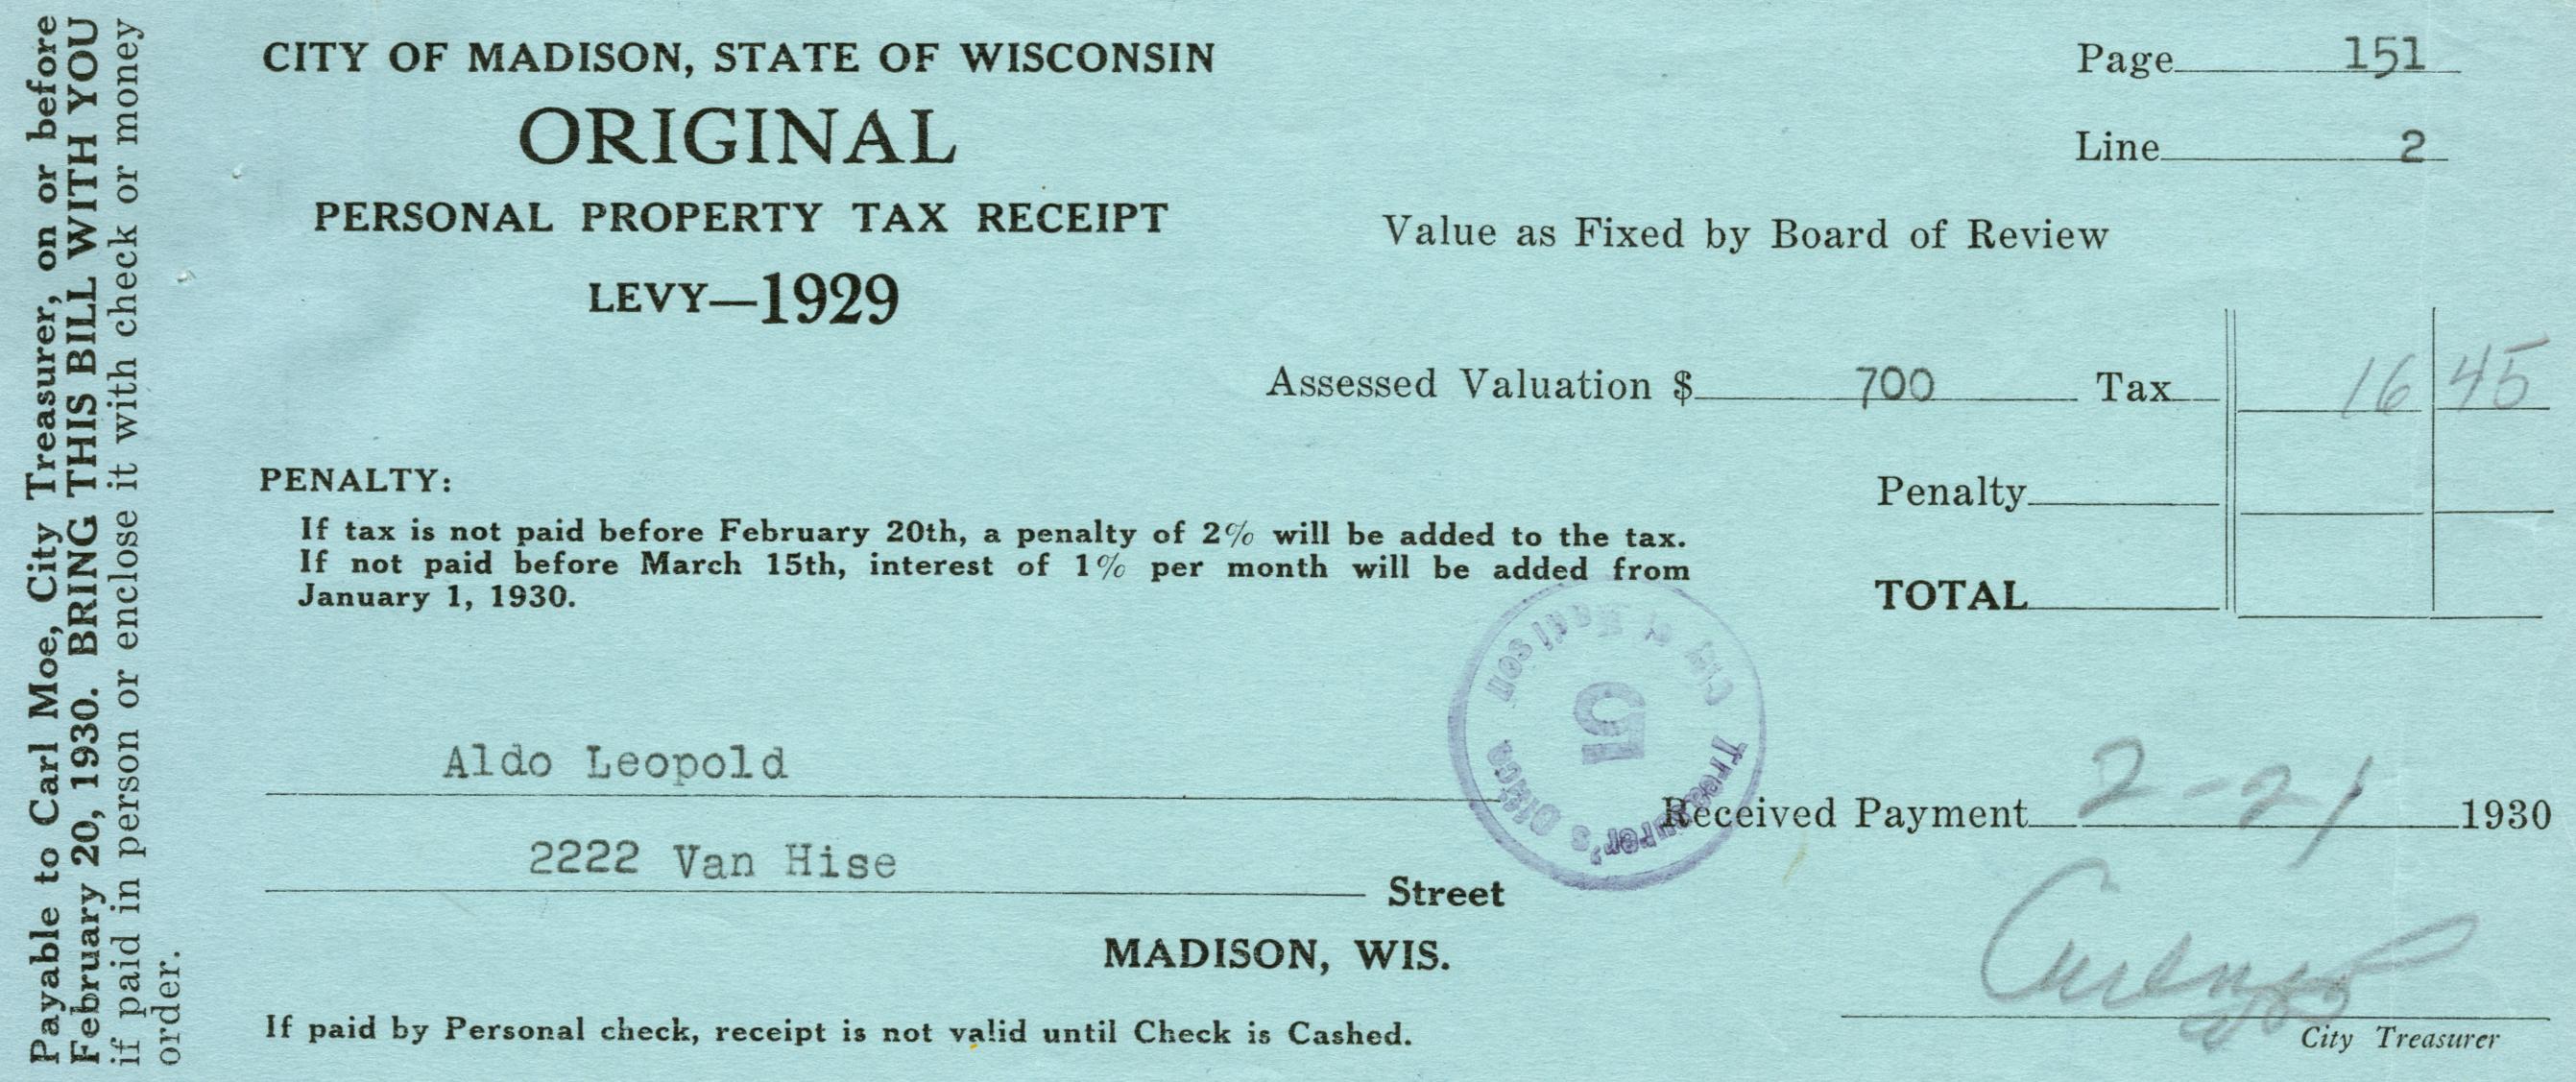 Payable to Carl Moe, City Treasurer, on or before
February 20, 1930. BRING THIS BILL WITH YOU
if paid in person or enclose it with check or money
order.
CITY OF MADISON, STATE OF WISCONSIN
ORIGINAL
PERSONAL PROPERTY TAX RECEIPT
LEVY—1929
Page 151
Line 2
Value as Fixed by Board of Review
Assessed Valuation $ 700 Tax 16 45
Penalty
TOTAL
PENALTY:
If tax is not paid before February 20th, a penalty of 2% will be added to the tax.
If not paid before March 15th, interest of 1% per month will be added from
January 1, 1930.
City of Madison
Treasurer's Office
Aldo Leopold
2222 Van Hise Street
MADISON, WIS.
Received Payment 2-21 1930
City Treasurer
If paid by Personal check, receipt is not valid until Check is Cashed.